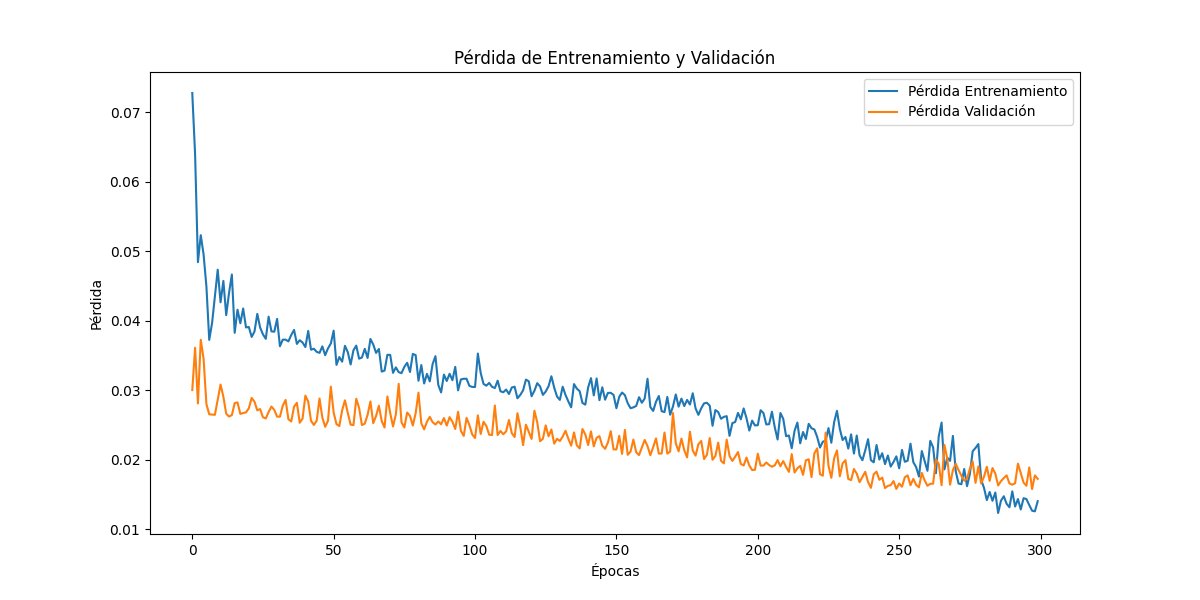 Pérdida de Entrenamiento y Validación
Pérdida Entrenamiento
Pérdida Validación
0.07
0.06
0.05
0.04
0.03
0.02
0.01
Pérdida
0 50 100 150 200 250 300
Épocas